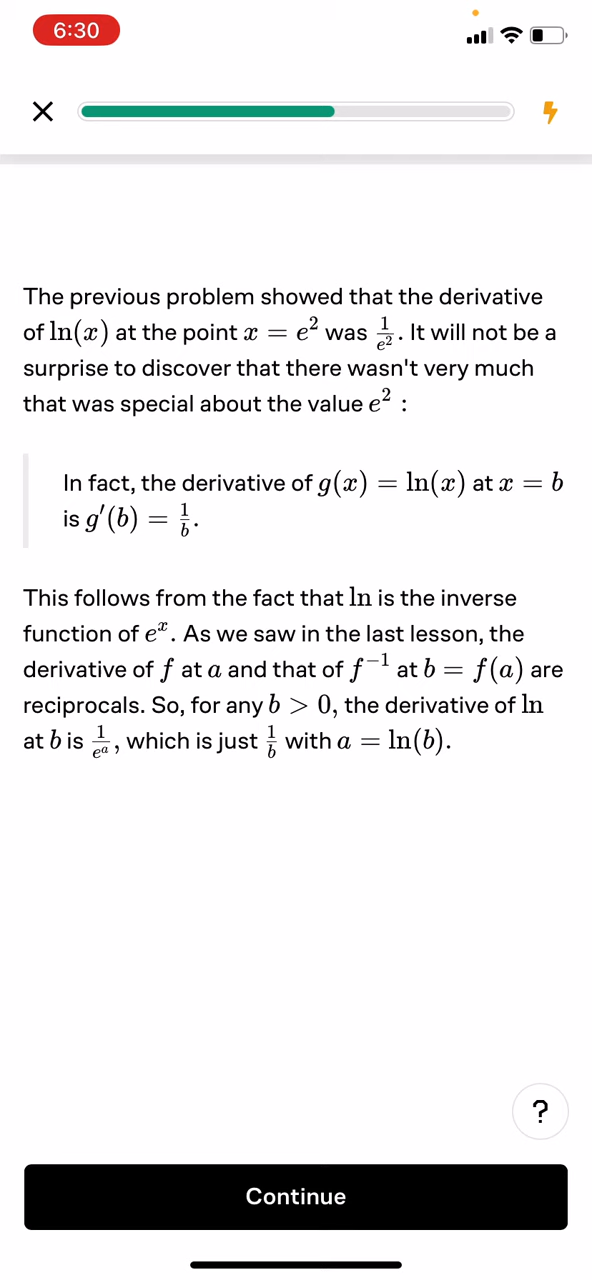 6:30
The previous problem showed that the derivative
of ln(x) at the point x = e² was 1/e². It will not be a
surprise to discover that there wasn't very much
that was special about the value e² :
In fact, the derivative of g(x) = ln(x) at x = b
is g′(b) = 1/b.
This follows from the fact that ln is the inverse
function of eˣ. As we saw in the last lesson, the
derivative of f at a and that of f⁻¹ at b = f(a) are
reciprocals. So, for any b > 0, the derivative of ln
at b is 1/eᵃ, which is just 1/b with a = ln(b).
?
Continue